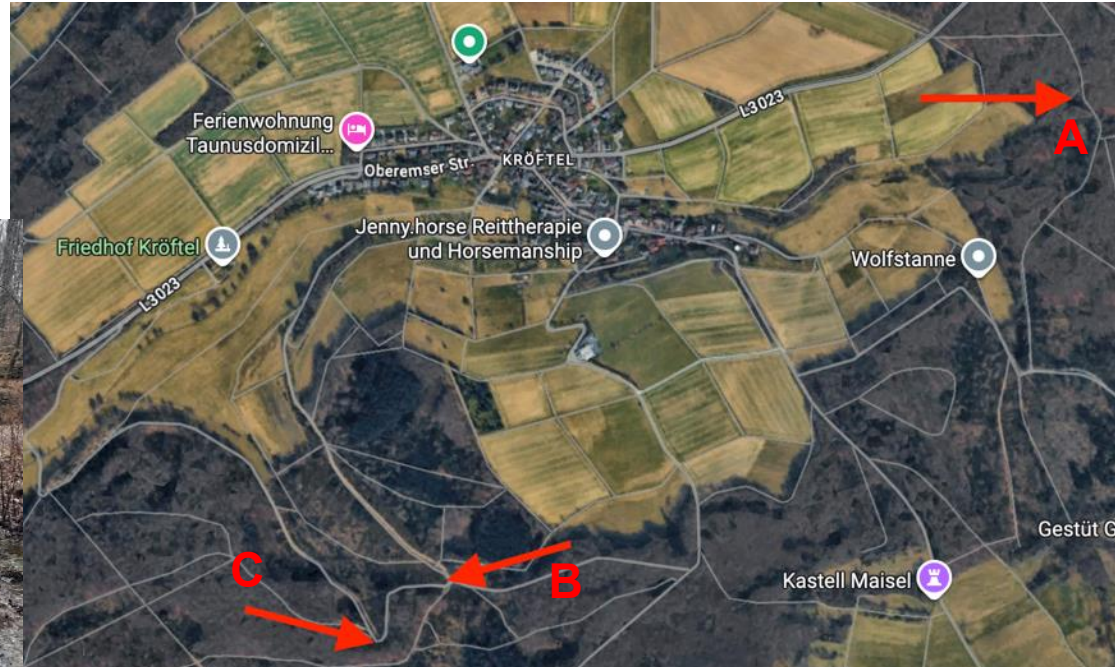 L3023
A
Ferienwohnung
Taunusdomizil...
KRÖFTEL
Oberemser Str.
Jenny.horse Reittherapie
und Horsemanship
Friedhof Kröftel
Wolfstanne
L3023
Gestüt G
C
B
Kastell Maisel